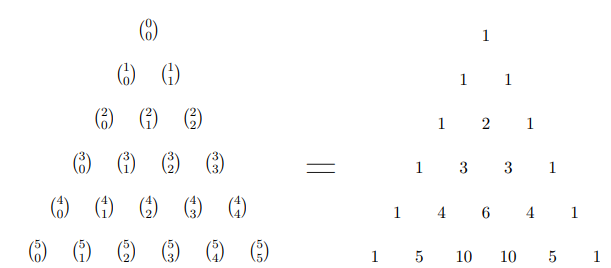 (0 0) 1
(1 0) (1 1) 1 1
(2 0) (2 1) (2 2) 1 2 1
(3 0) (3 1) (3 2) (3 3) = 1 3 3 1
(4 0) (4 1) (4 2) (4 3) (4 4) 1 4 6 4 1
(5 0) (5 1) (5 2) (5 3) (5 4) (5 5) 1 5 10 10 5 1